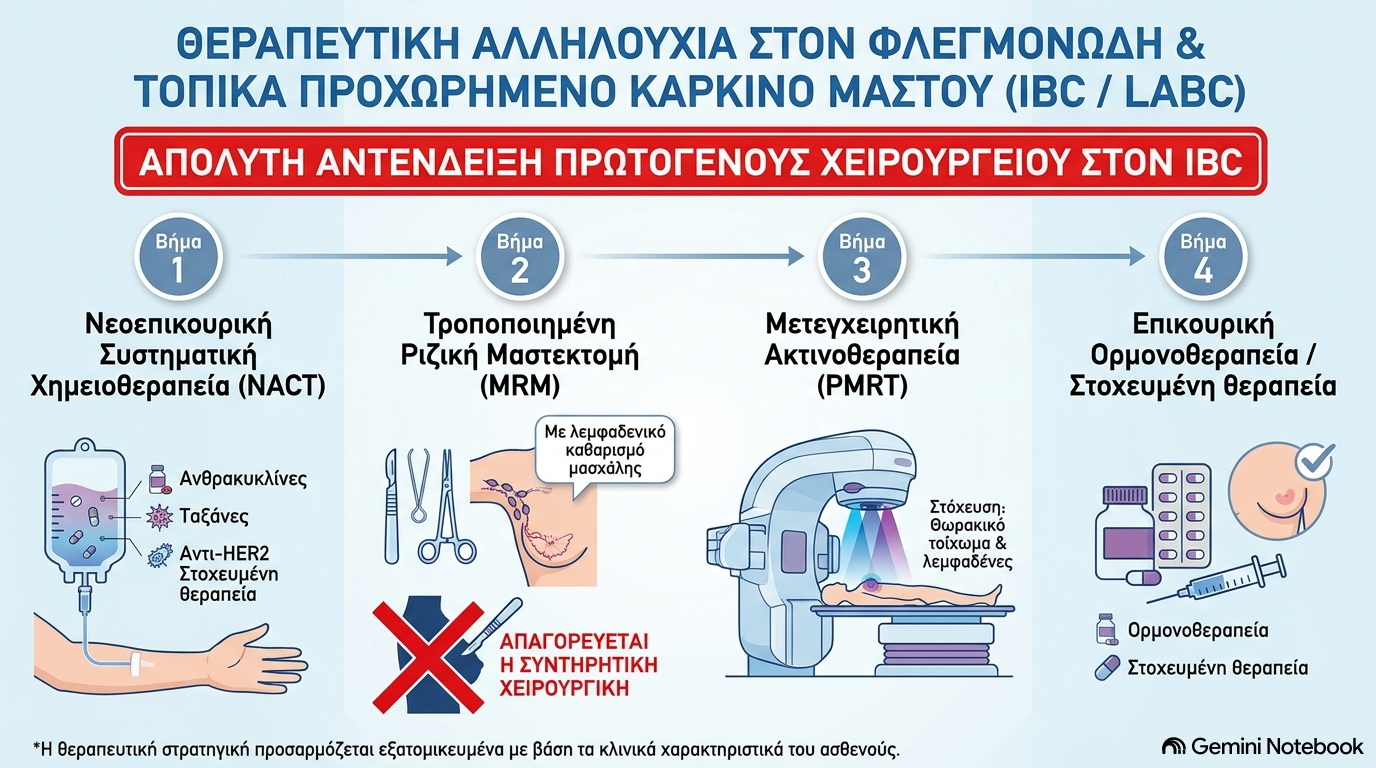 ΘΕΡΑΠΕΥΤΙΚΗ ΑΛΛΗΛΟΥΧΙΑ ΣΤΟΝ ΦΛΕΓΜΟΝΩΔΗ &
ΤΟΠΙΚΑ ΠΡΟΧΩΡΗΜΕΝΟ ΚΑΡΚΙΝΟ ΜΑΣΤΟΥ (IBC / LABC)
ΑΠΟΛΥΤΗ ΑΝΤΕΝΔΕΙΞΗ ΠΡΩΤΟΓΕΝΟΥΣ ΧΕΙΡΟΥΡΓΕΙΟΥ ΣΤΟΝ IBC
Βήμα
1
Νεοεπικουρική
Συστηματική
Χημειοθεραπεία (NACT)
Ανθρακυκλίνες
Ταξάνες
Αντι-HER2
Στοχευμένη
θεραπεία
Βήμα
2
Τροποποιημένη
Ριζική Μαστεκτομή
(MRM)
Με λεμφαδενικό
καθαρισμό
μασχάλης
ΑΠΑΓΟΡΕΥΕΤΑΙ
Η ΣΥΝΤΗΡΗΤΙΚΗ
ΧΕΙΡΟΥΡΓΙΚΗ
Βήμα
3
Μετεγχειρητική
Ακτινοθεραπεία
(PMRT)
Στόχευση:
Θωρακικό
τοίχωμα &
λεμφαδένες
Βήμα
4
Επικουρική
Ορμονοθεραπεία /
Στοχευμένη θεραπεία
Ορμονοθεραπεία
Στοχευμένη θεραπεία
*Η θεραπευτική στρατηγική προσαρμόζεται εξατομικευμένα με βάση τα κλινικά χαρακτηριστικά του ασθενούς.
Gemini Notebook